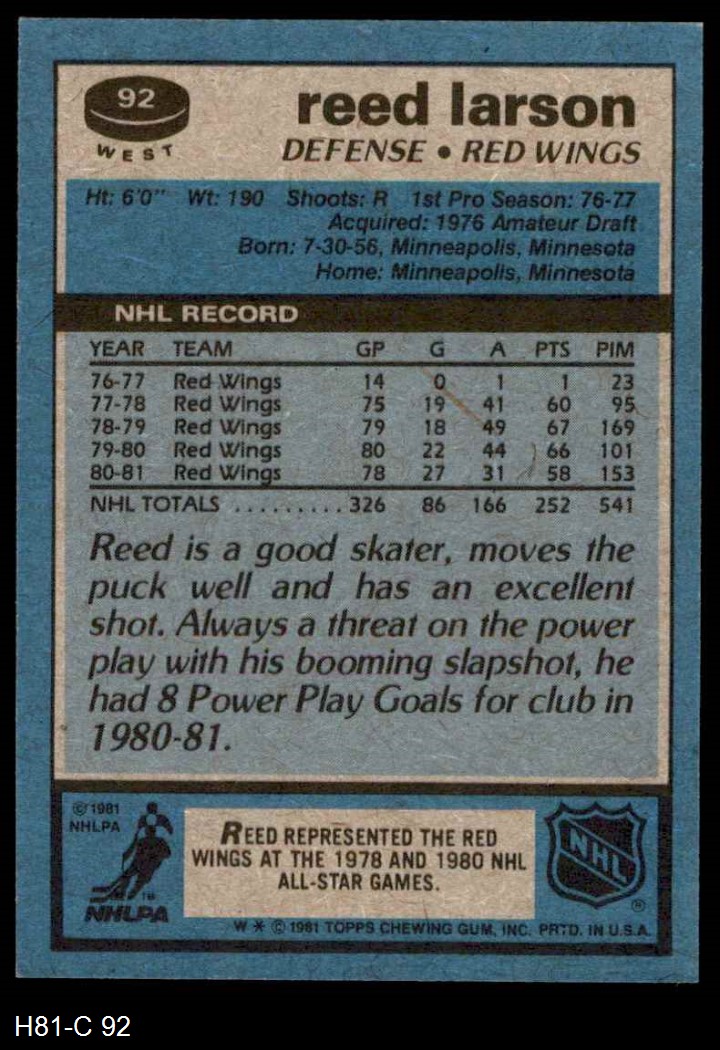 92
WEST
reed larson
DEFENSE • RED WINGS
Ht: 6'0" Wt: 190 Shoots: R 1st Pro Season: 76-77
Acquired: 1976 Amateur Draft
Born: 7-30-56, Minneapolis, Minnesota
Home: Minneapolis, Minnesota
NHL RECORD
YEAR TEAM GP G A PTS PIM
76-77 Red Wings 14 0 1 1 23
77-78 Red Wings 75 19 41 60 95
78-79 Red Wings 79 18 49 67 169
79-80 Red Wings 80 22 44 66 101
80-81 Red Wings 78 27 31 58 153
NHL TOTALS ......... 326 86 166 252 541
Reed is a good skater, moves the
puck well and has an excellent
shot. Always a threat on the power
play with his booming slapshot, he
had 8 Power Play Goals for club in
1980-81.
© 1981
NHLPA
TM
NHLPA
REED REPRESENTED THE RED
WINGS AT THE 1978 AND 1980 NHL
ALL-STAR GAMES.
NHL
®
W * © 1981 TOPPS CHEWING GUM, INC. PRTD. IN U.S.A.
H81-C 92